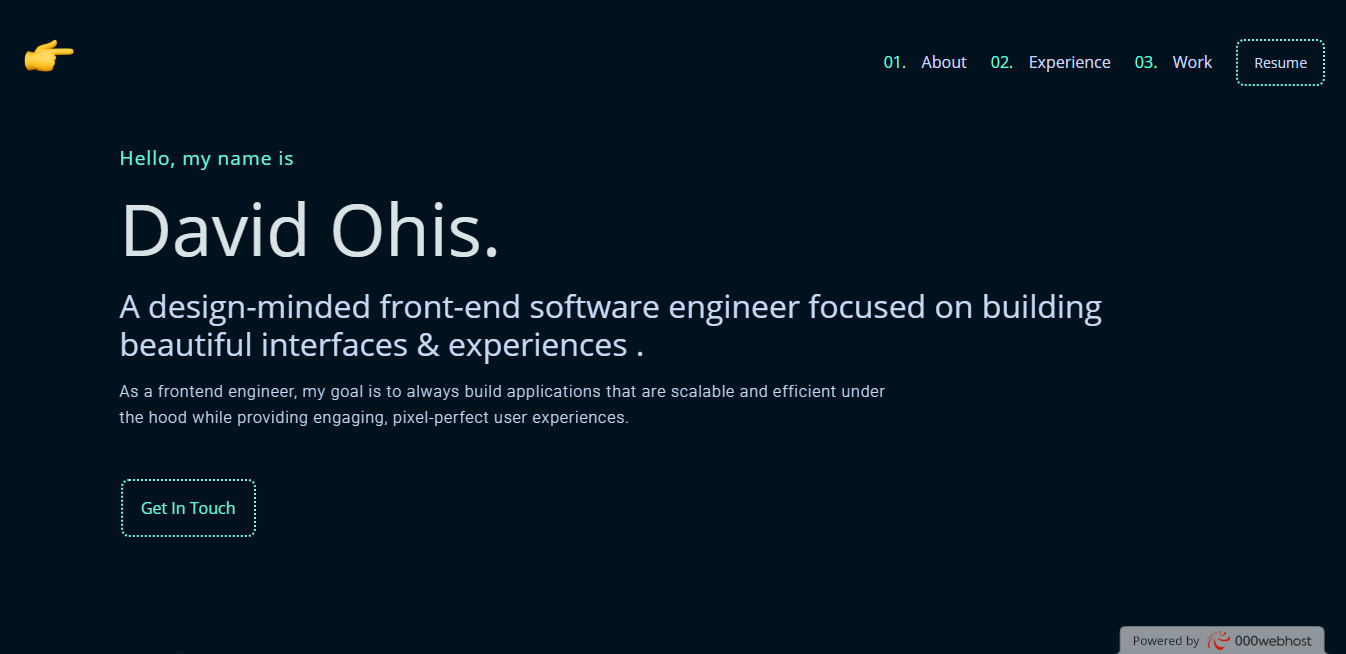 01. About 02. Experience 03. Work Resume
Hello, my name is
David Ohis.
A design-minded front-end software engineer focused on building
beautiful interfaces & experiences .
As a frontend engineer, my goal is to always build applications that are scalable and efficient under
the hood while providing engaging, pixel-perfect user experiences.
Get In Touch
Powered by 000webhost